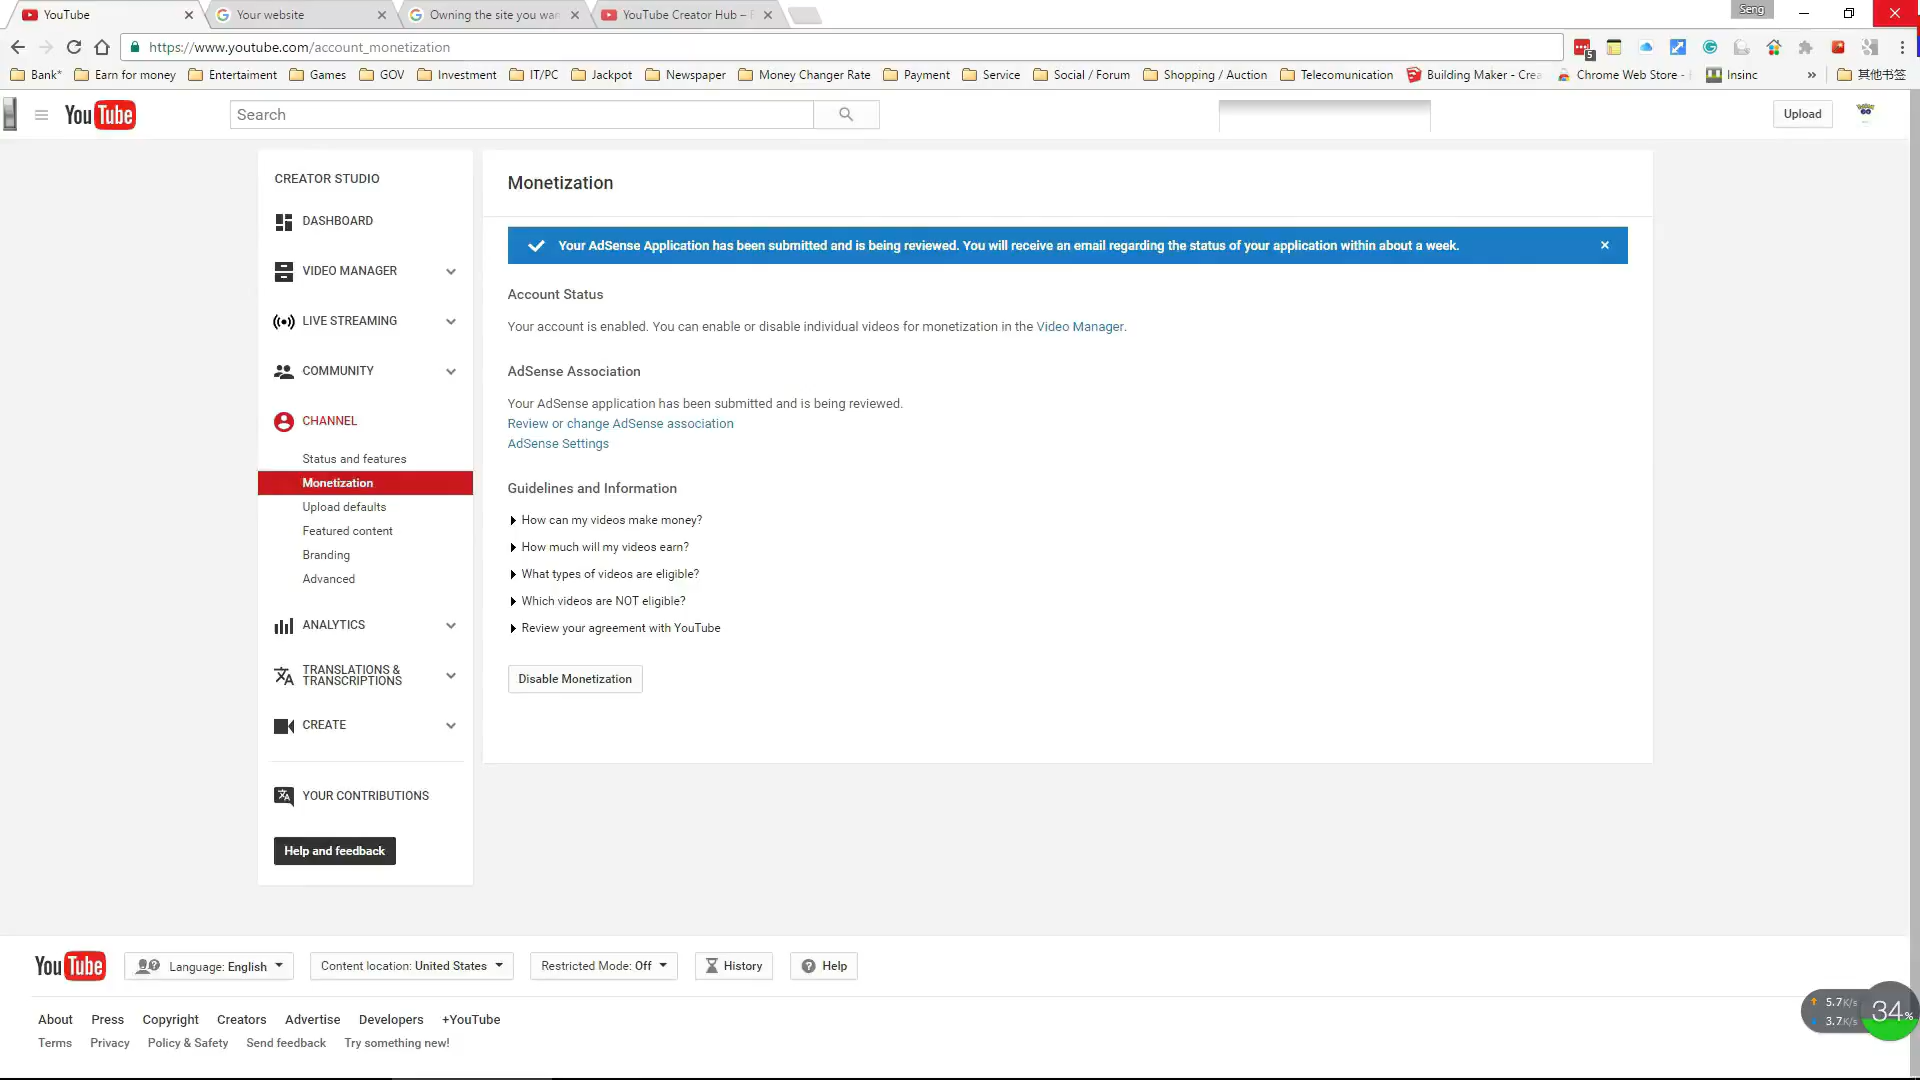 YouTube
Your website
Owning the site you wan
YouTube Creator Hub –
Seng
https://www.youtube.com/account_monetization
5
Bank*
Earn for money
Entertaiment
Games
GOV
Investment
IT/PC
Jackpot
Newspaper
Money Changer Rate
Payment
Service
Social / Forum
Shopping / Auction
Telecomunication
Building Maker - Crea
Chrome Web Store -
Insinc
»
其他书签
YouTube
Search
Upload
CREATOR STUDIO
DASHBOARD
VIDEO MANAGER
LIVE STREAMING
COMMUNITY
CHANNEL
Status and features
Monetization
Upload defaults
Featured content
Branding
Advanced
ANALYTICS
TRANSLATIONS &
TRANSCRIPTIONS
CREATE
YOUR CONTRIBUTIONS
Help and feedback
Monetization
Your AdSense Application has been submitted and is being reviewed. You will receive an email regarding the status of your application within about a week.
Account Status
Your account is enabled. You can enable or disable individual videos for monetization in the Video Manager.
AdSense Association
Your AdSense application has been submitted and is being reviewed.
Review or change AdSense association
AdSense Settings
Guidelines and Information
How can my videos make money?
How much will my videos earn?
What types of videos are eligible?
Which videos are NOT eligible?
Review your agreement with YouTube
Disable Monetization
YouTube
Language: English
Content location: United States
Restricted Mode: Off
History
Help
About Press Copyright Creators Advertise Developers +YouTube
Terms Privacy Policy & Safety Send feedback Try something new!
5.7K/s
3.7K/s
34%